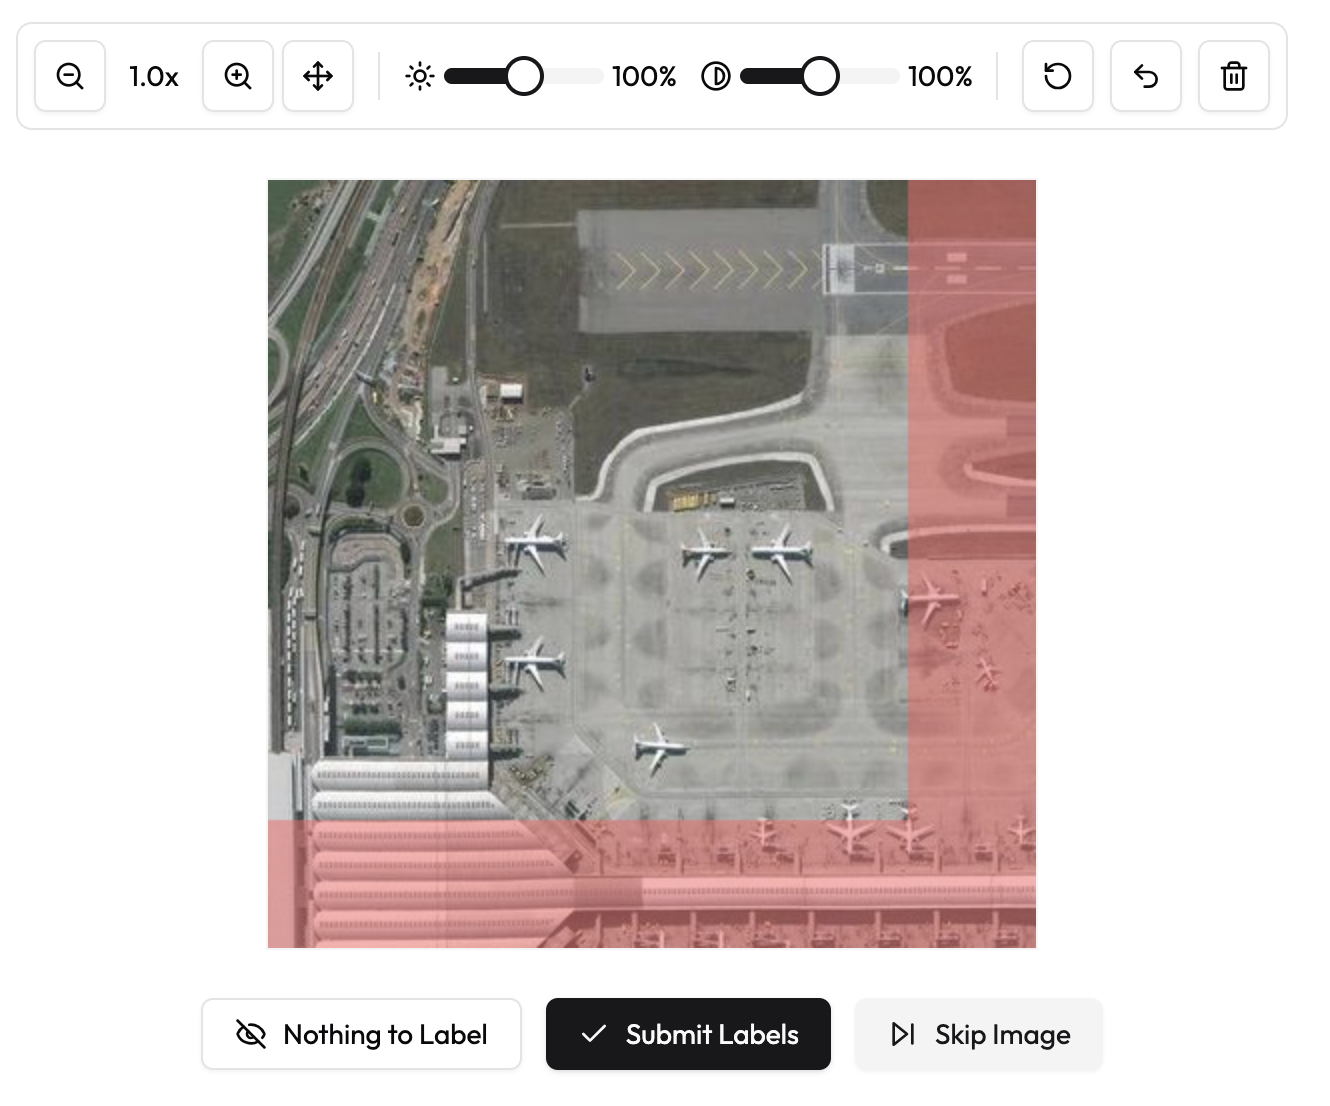 1.0x
100%
100%
Nothing to Label
Submit Labels
Skip Image